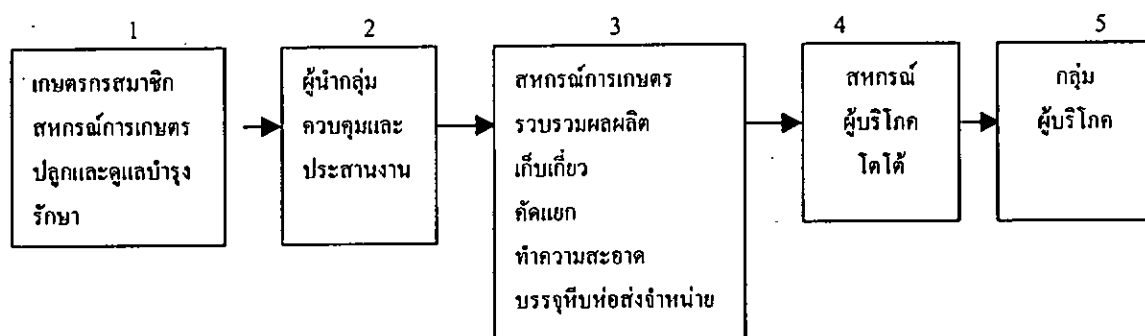 1
2
3
4
5
เกษตรกรสมาชิก
สหกรณ์การเกษตร
ปลูกและดูแลบำรุง
รักษา
ผู้นำกลุ่ม
ควบคุมและ
ประสานงาน
สหกรณ์การเกษตร
รวบรวมผลผลิต
เก็บเกี่ยว
คัดแยก
ทำความสะอาด
บรรจุหีบห่อส่งจำหน่าย
สหกรณ์
ผู้บริโภค
โตโต้
กลุ่ม
ผู้บริโภค